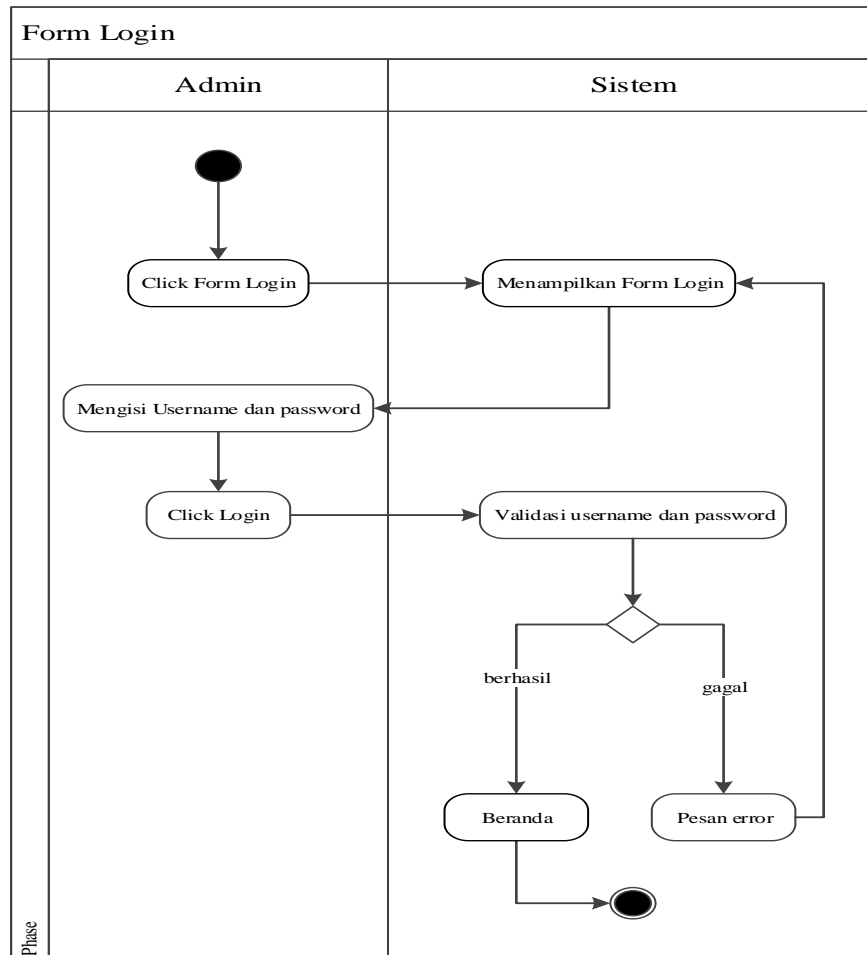 Form Login
Admin
Sistem
Click Form Login
Menampilkan Form Login
Mengisi Username dan password
Click Login
Validasi username dan password
berhasil
gagal
Beranda
Pesan error
Phase